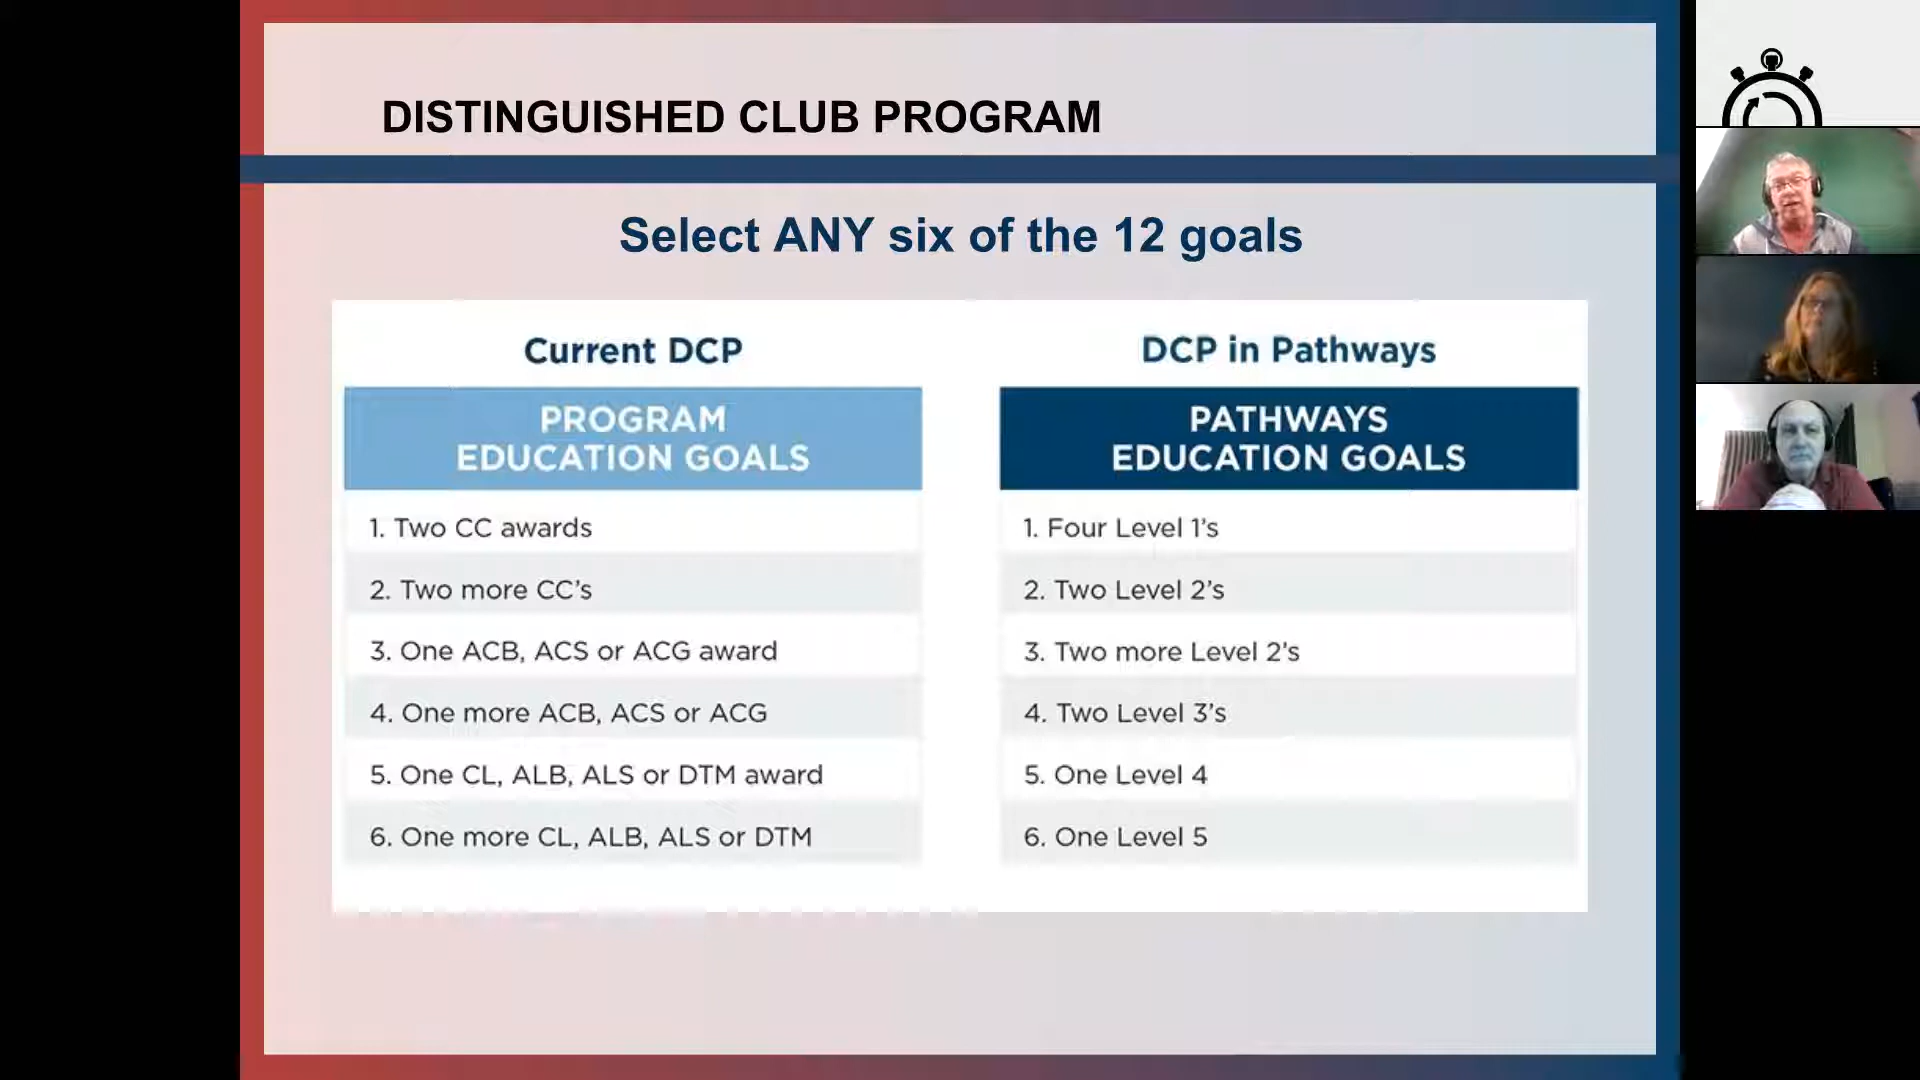 DISTINGUISHED CLUB PROGRAM
Select ANY six of the 12 goals
Current DCP
PROGRAM
EDUCATION GOALS
1. Two CC awards
2. Two more CC's
3. One ACB, ACS or ACG award
4. One more ACB, ACS or ACG
5. One CL, ALB, ALS or DTM award
6. One more CL, ALB, ALS or DTM
DCP in Pathways
PATHWAYS
EDUCATION GOALS
1. Four Level 1's
2. Two Level 2's
3. Two more Level 2's
4. Two Level 3's
5. One Level 4
6. One Level 5